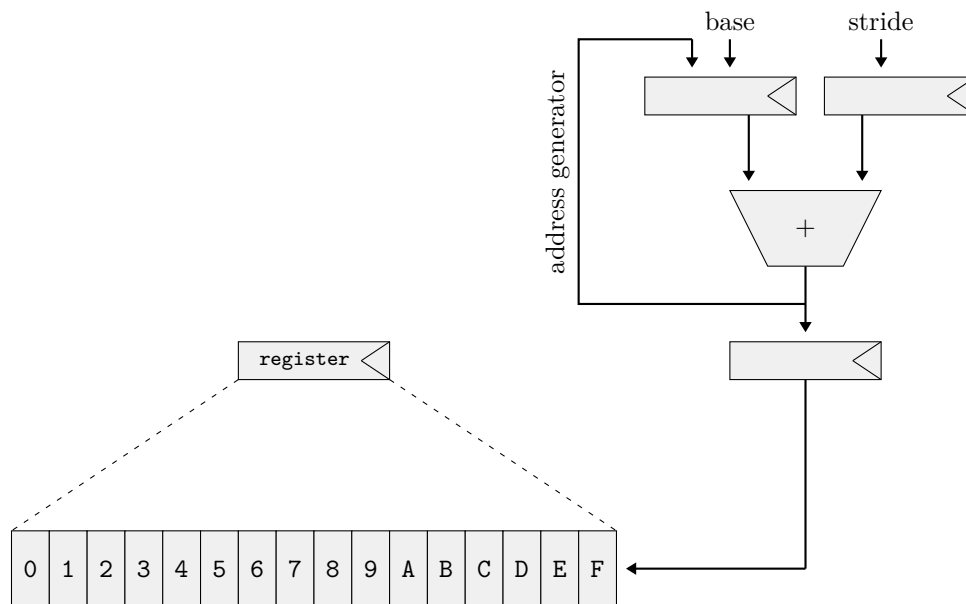 base stride
address generator
+
register
0 1 2 3 4 5 6 7 8 9 A B C D E F